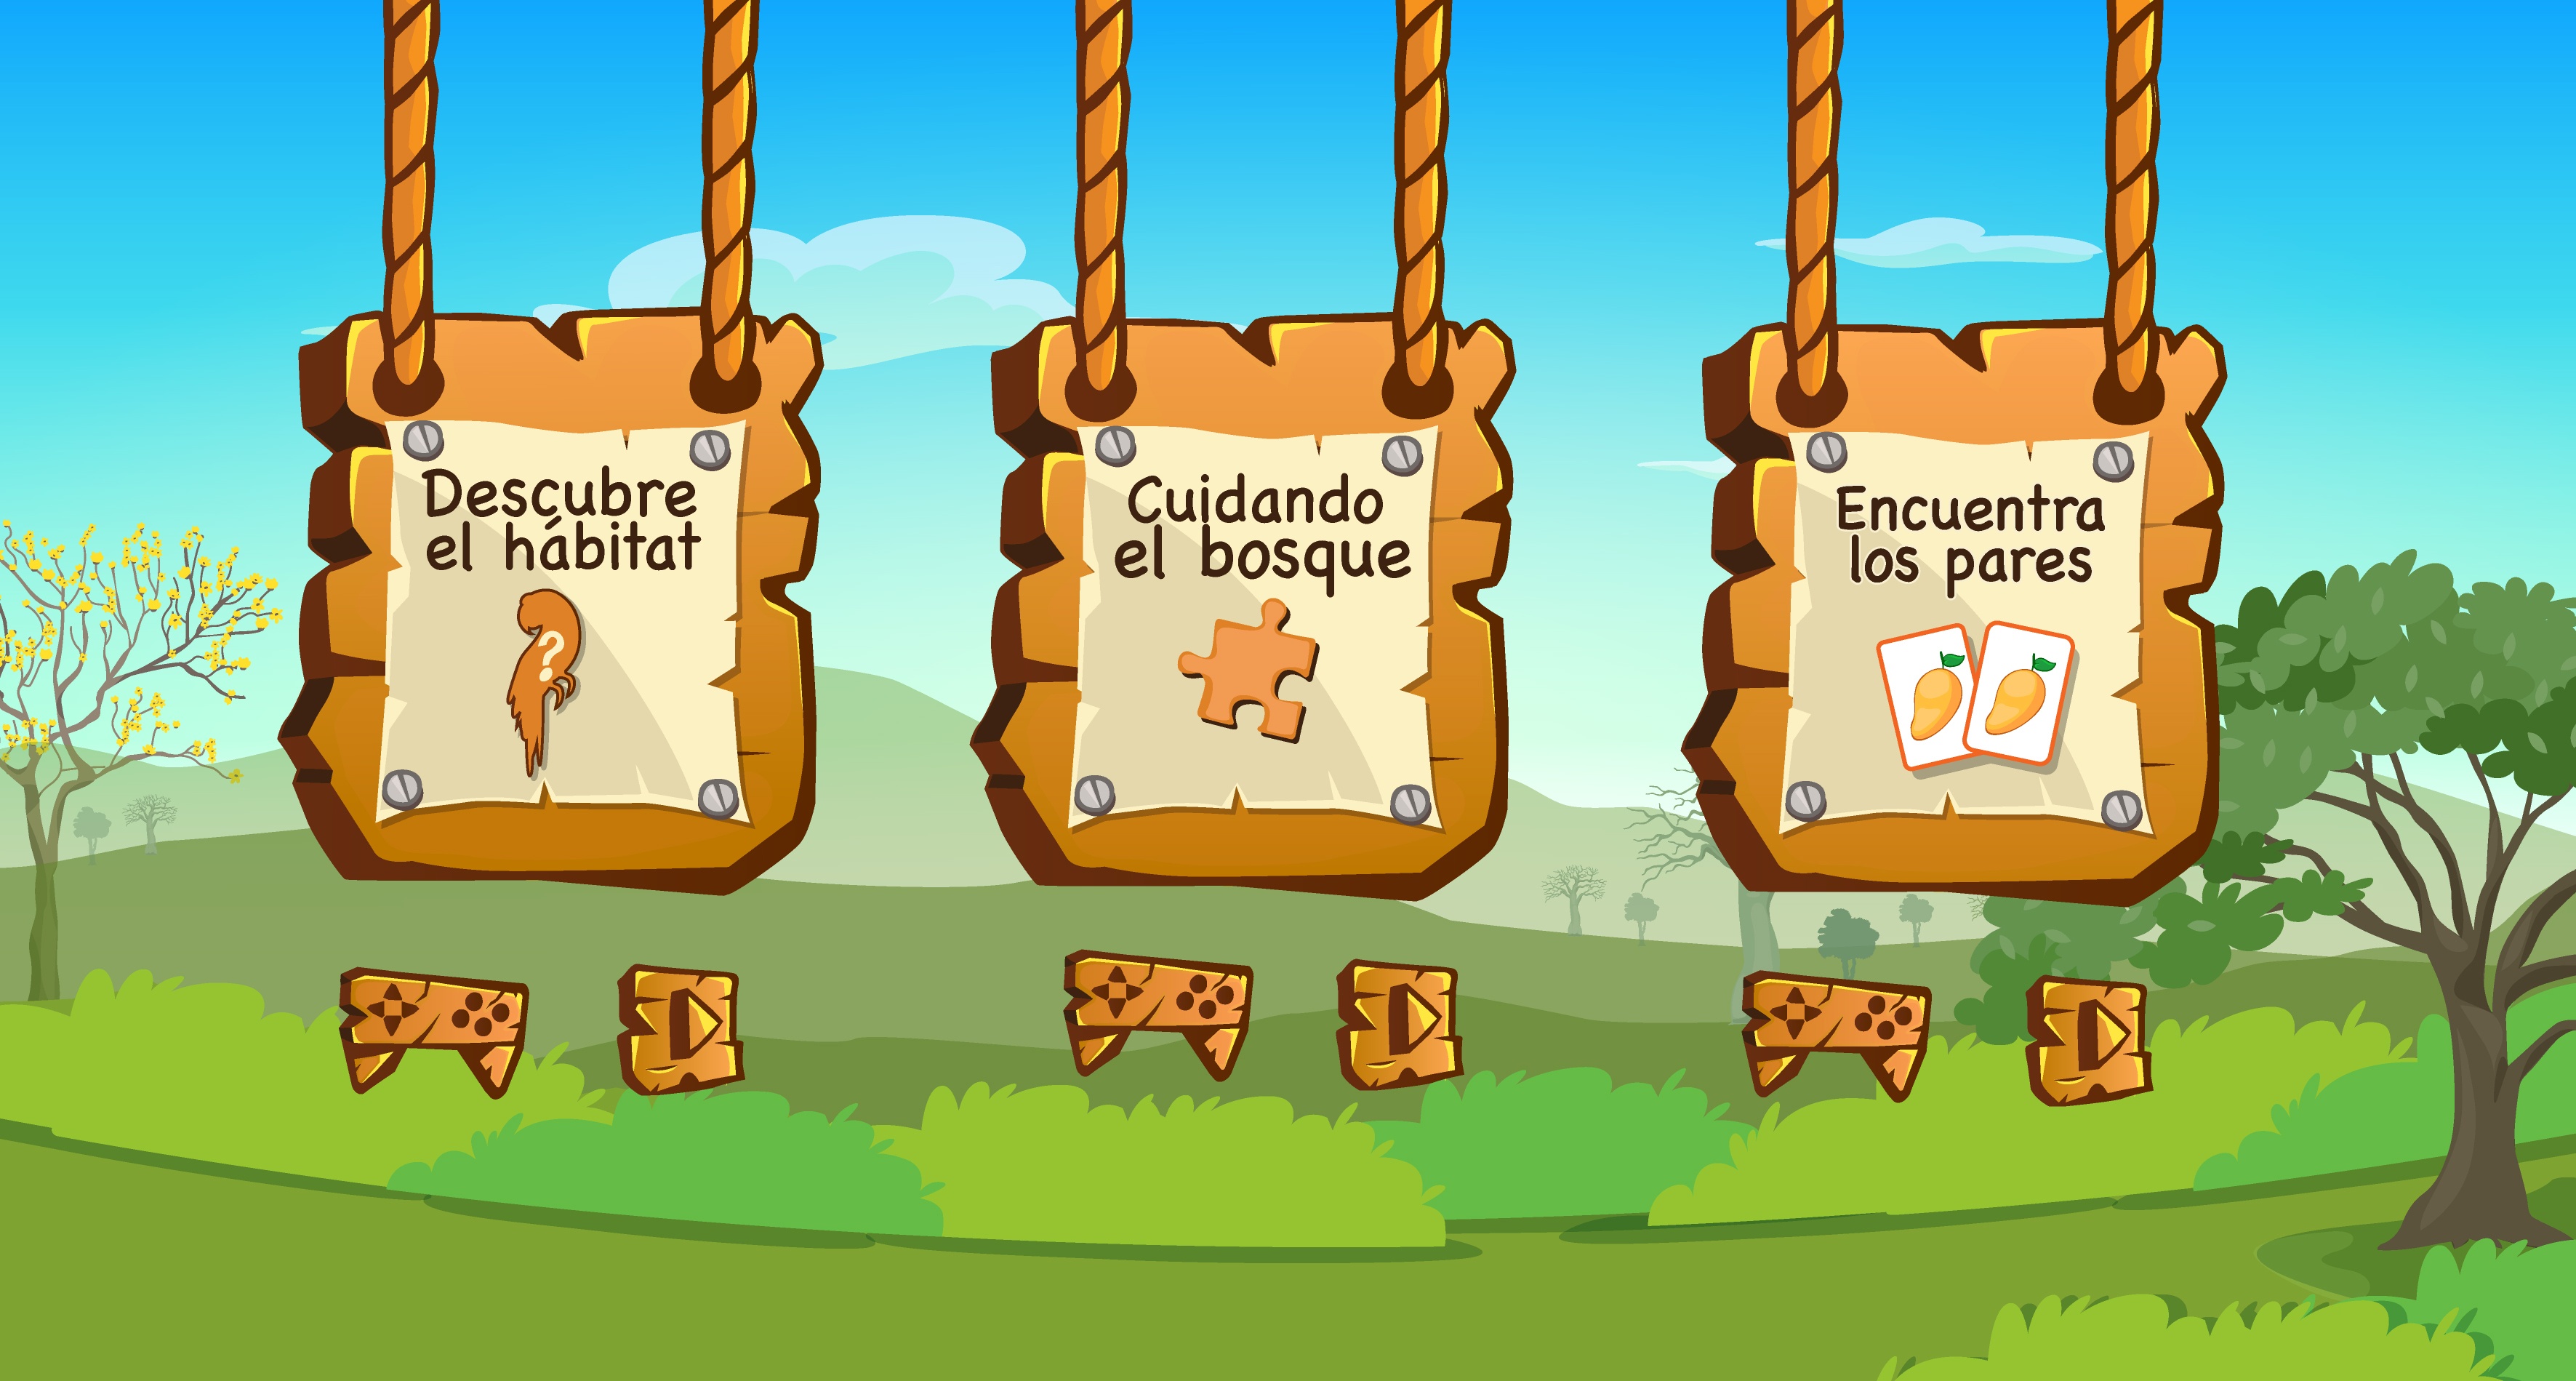 Descubre
el hábitat
?
Cuidando
el bosque
Encuentra
los pares